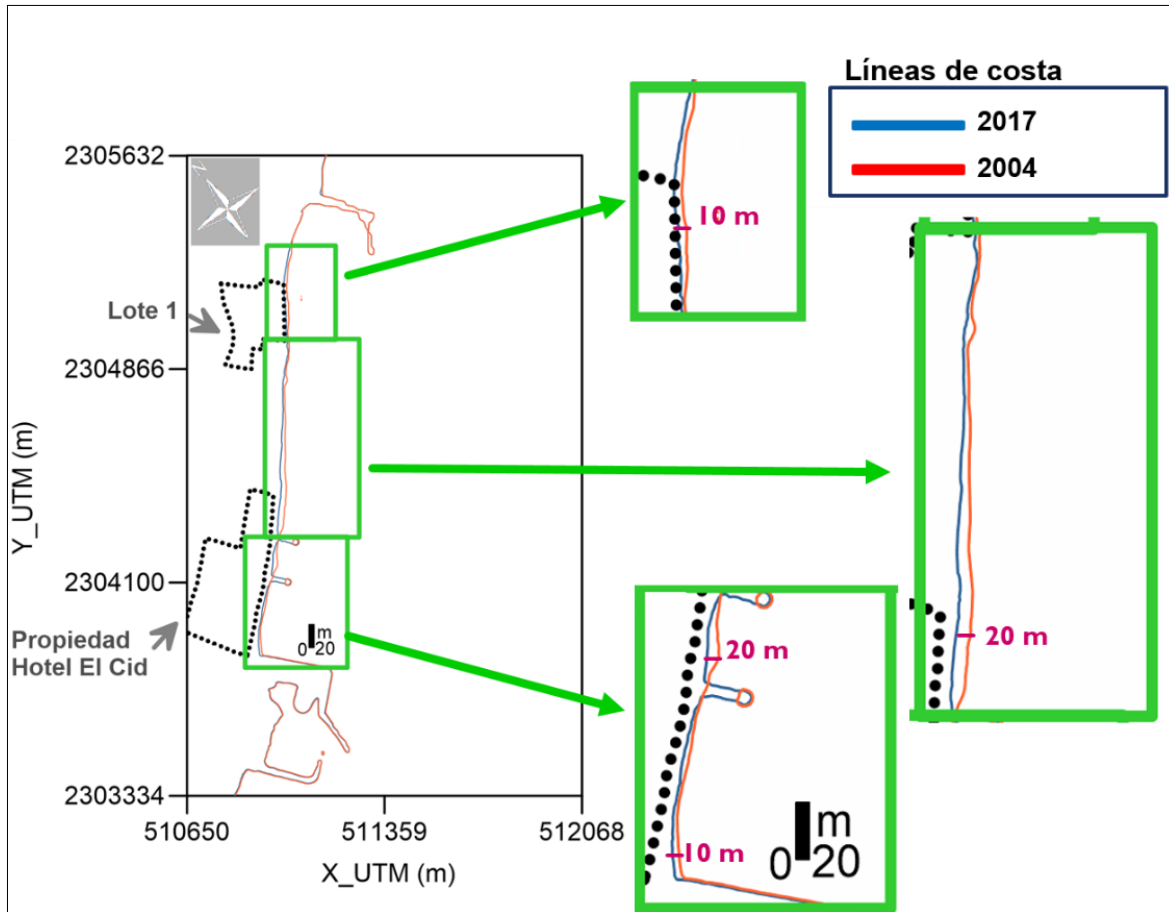 Líneas de costa
2017
2004
N
2305632
2304866
2304100
2303334
Y_UTM (m)
510650
511359
512068
X_UTM (m)
Lote 1
Propiedad
Hotel El Cid
m
0 20
10 m
20 m
20 m
10 m
m
0 20